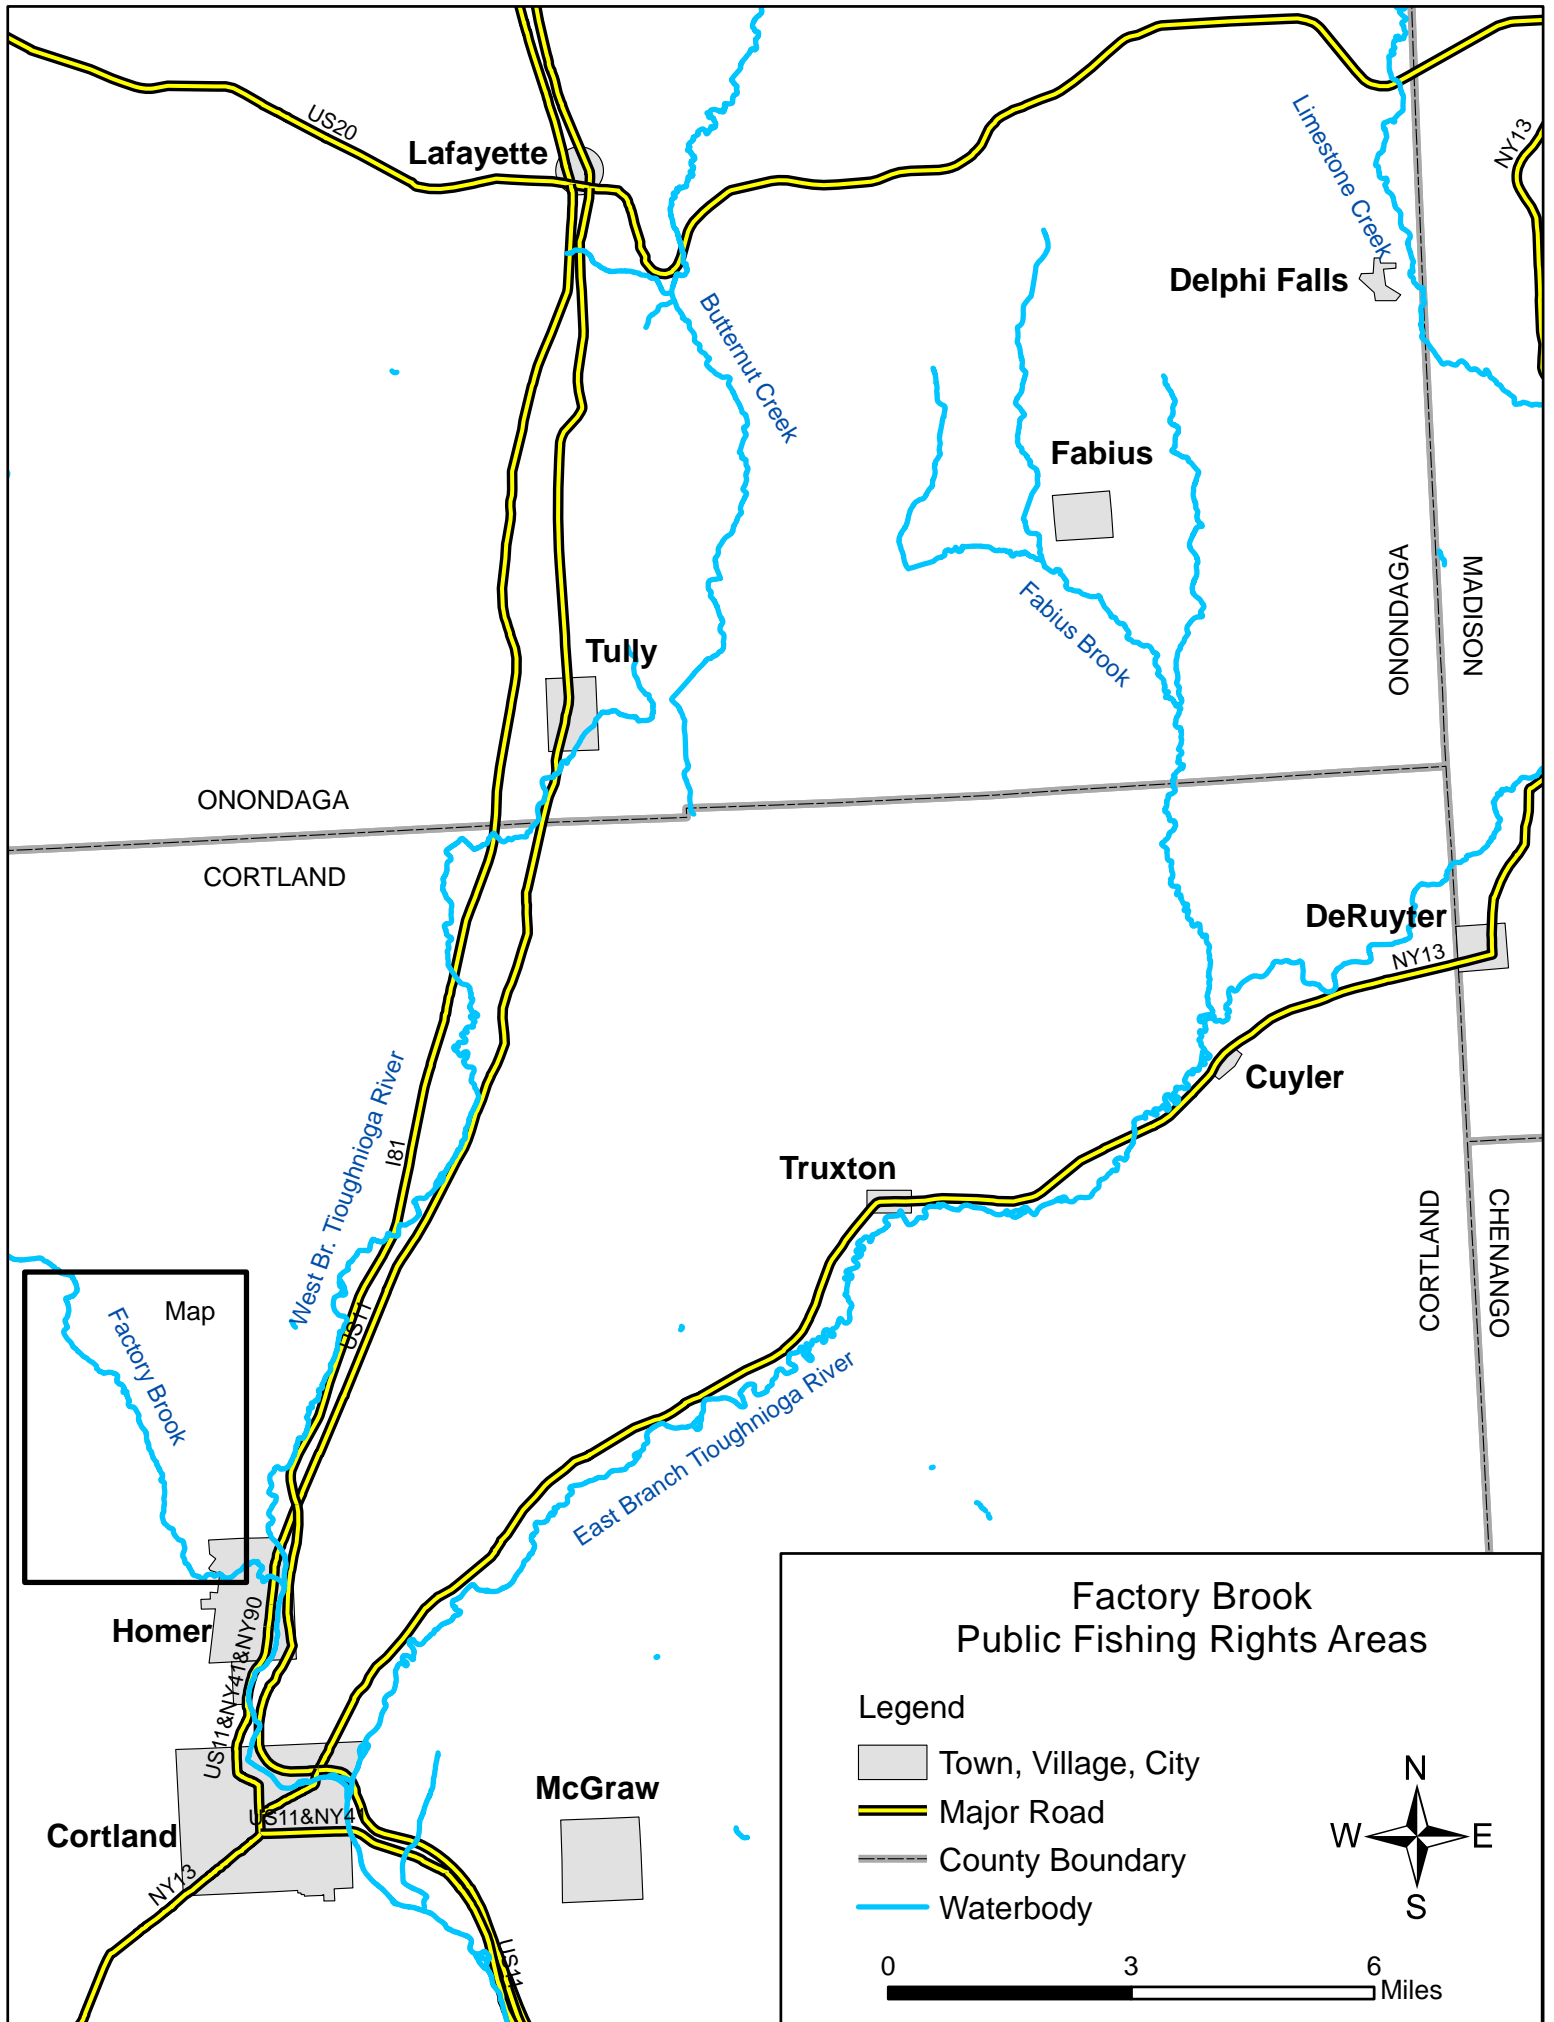 US20
Lafayette
Limestone Creek
NY13
Delphi Falls
Butternut Creek
Fabius
ONONDAGA
MADISON
Fabius Brook
Tully
ONONDAGA
CORTLAND
DeRuyter
NY13
West Br. Tioughnioga River
I81
Cuyler
Truxton
CORTLAND
CHENANGO
Map
US11
Factory Brook
East Branch Tioughnioga River
Homer
US11&NY41&NY90
McGraw
US11&NY41
Cortland
NY13
US11
Factory Brook
Public Fishing Rights Areas
Legend
Town, Village, City
Major Road
County Boundary
Waterbody
N
W E
S
0 3 6
Miles